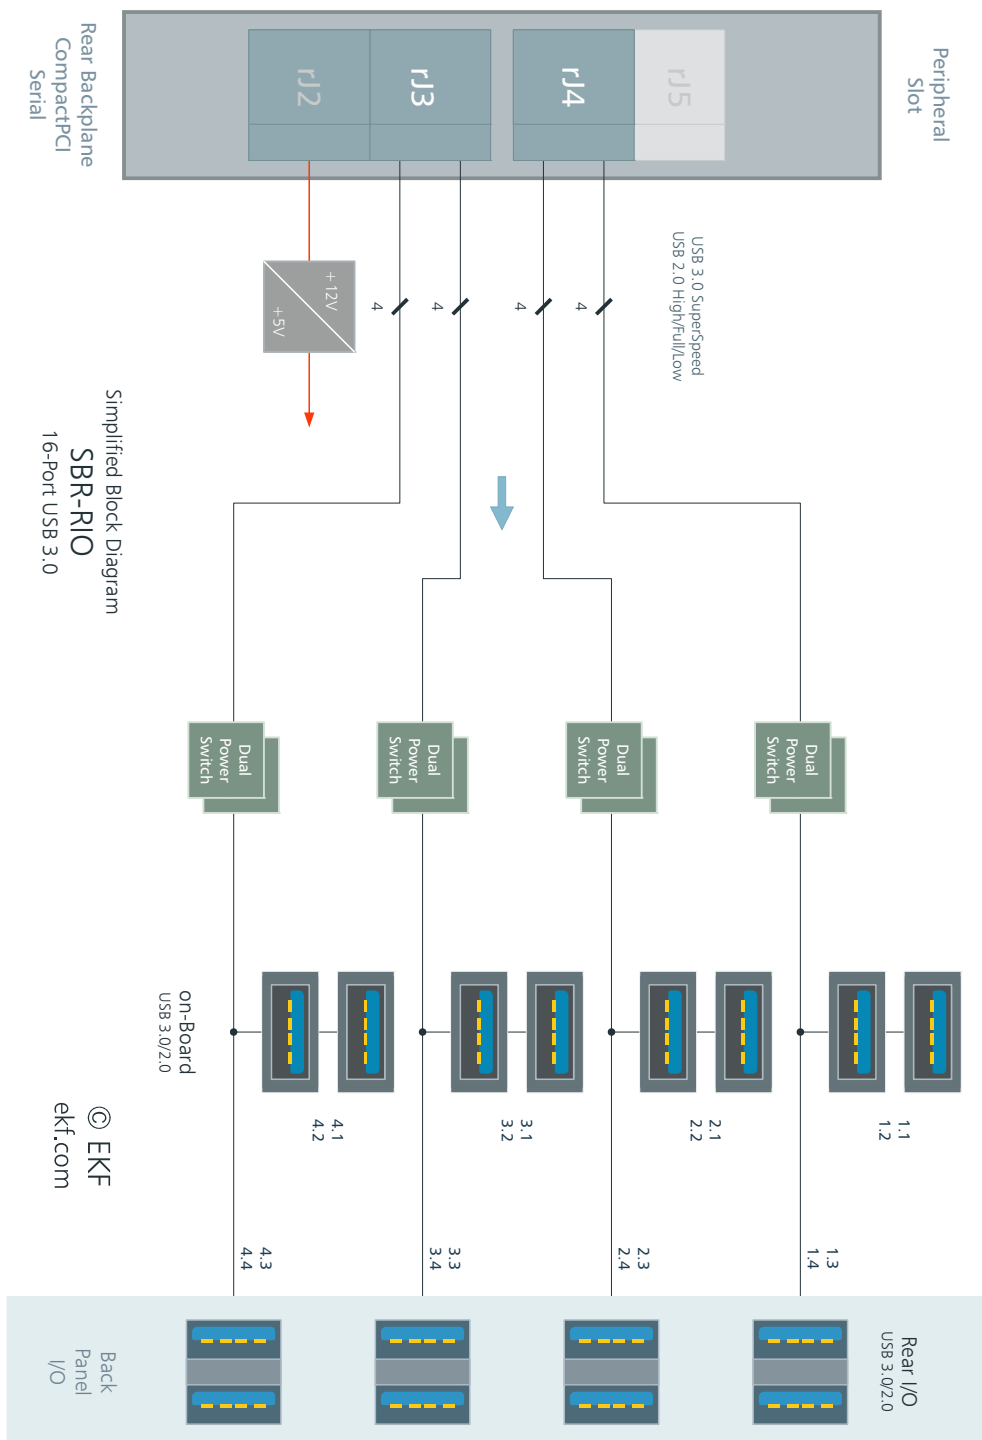 Peripheral
Slot
rJ5
rJ4
rJ3
rJ2
Rear Backplane
CompactPCI
Serial
USB 3.0 SuperSpeed
USB 2.0 High/Full/Low
4
4
4
4
+12V
+5V
Simplified Block Diagram
SBR-RIO
16-Port USB 3.0
Dual
Power
Switch
Dual
Power
Switch
Dual
Power
Switch
Dual
Power
Switch
on-Board
USB 3.0/2.0
1.1
1.2
2.1
2.2
3.1
3.2
4.1
4.2
© EKF
ekf.com
1.3
1.4
2.3
2.4
3.3
3.4
4.3
4.4
Rear I/O
USB 3.0/2.0
Back
Panel
I/O